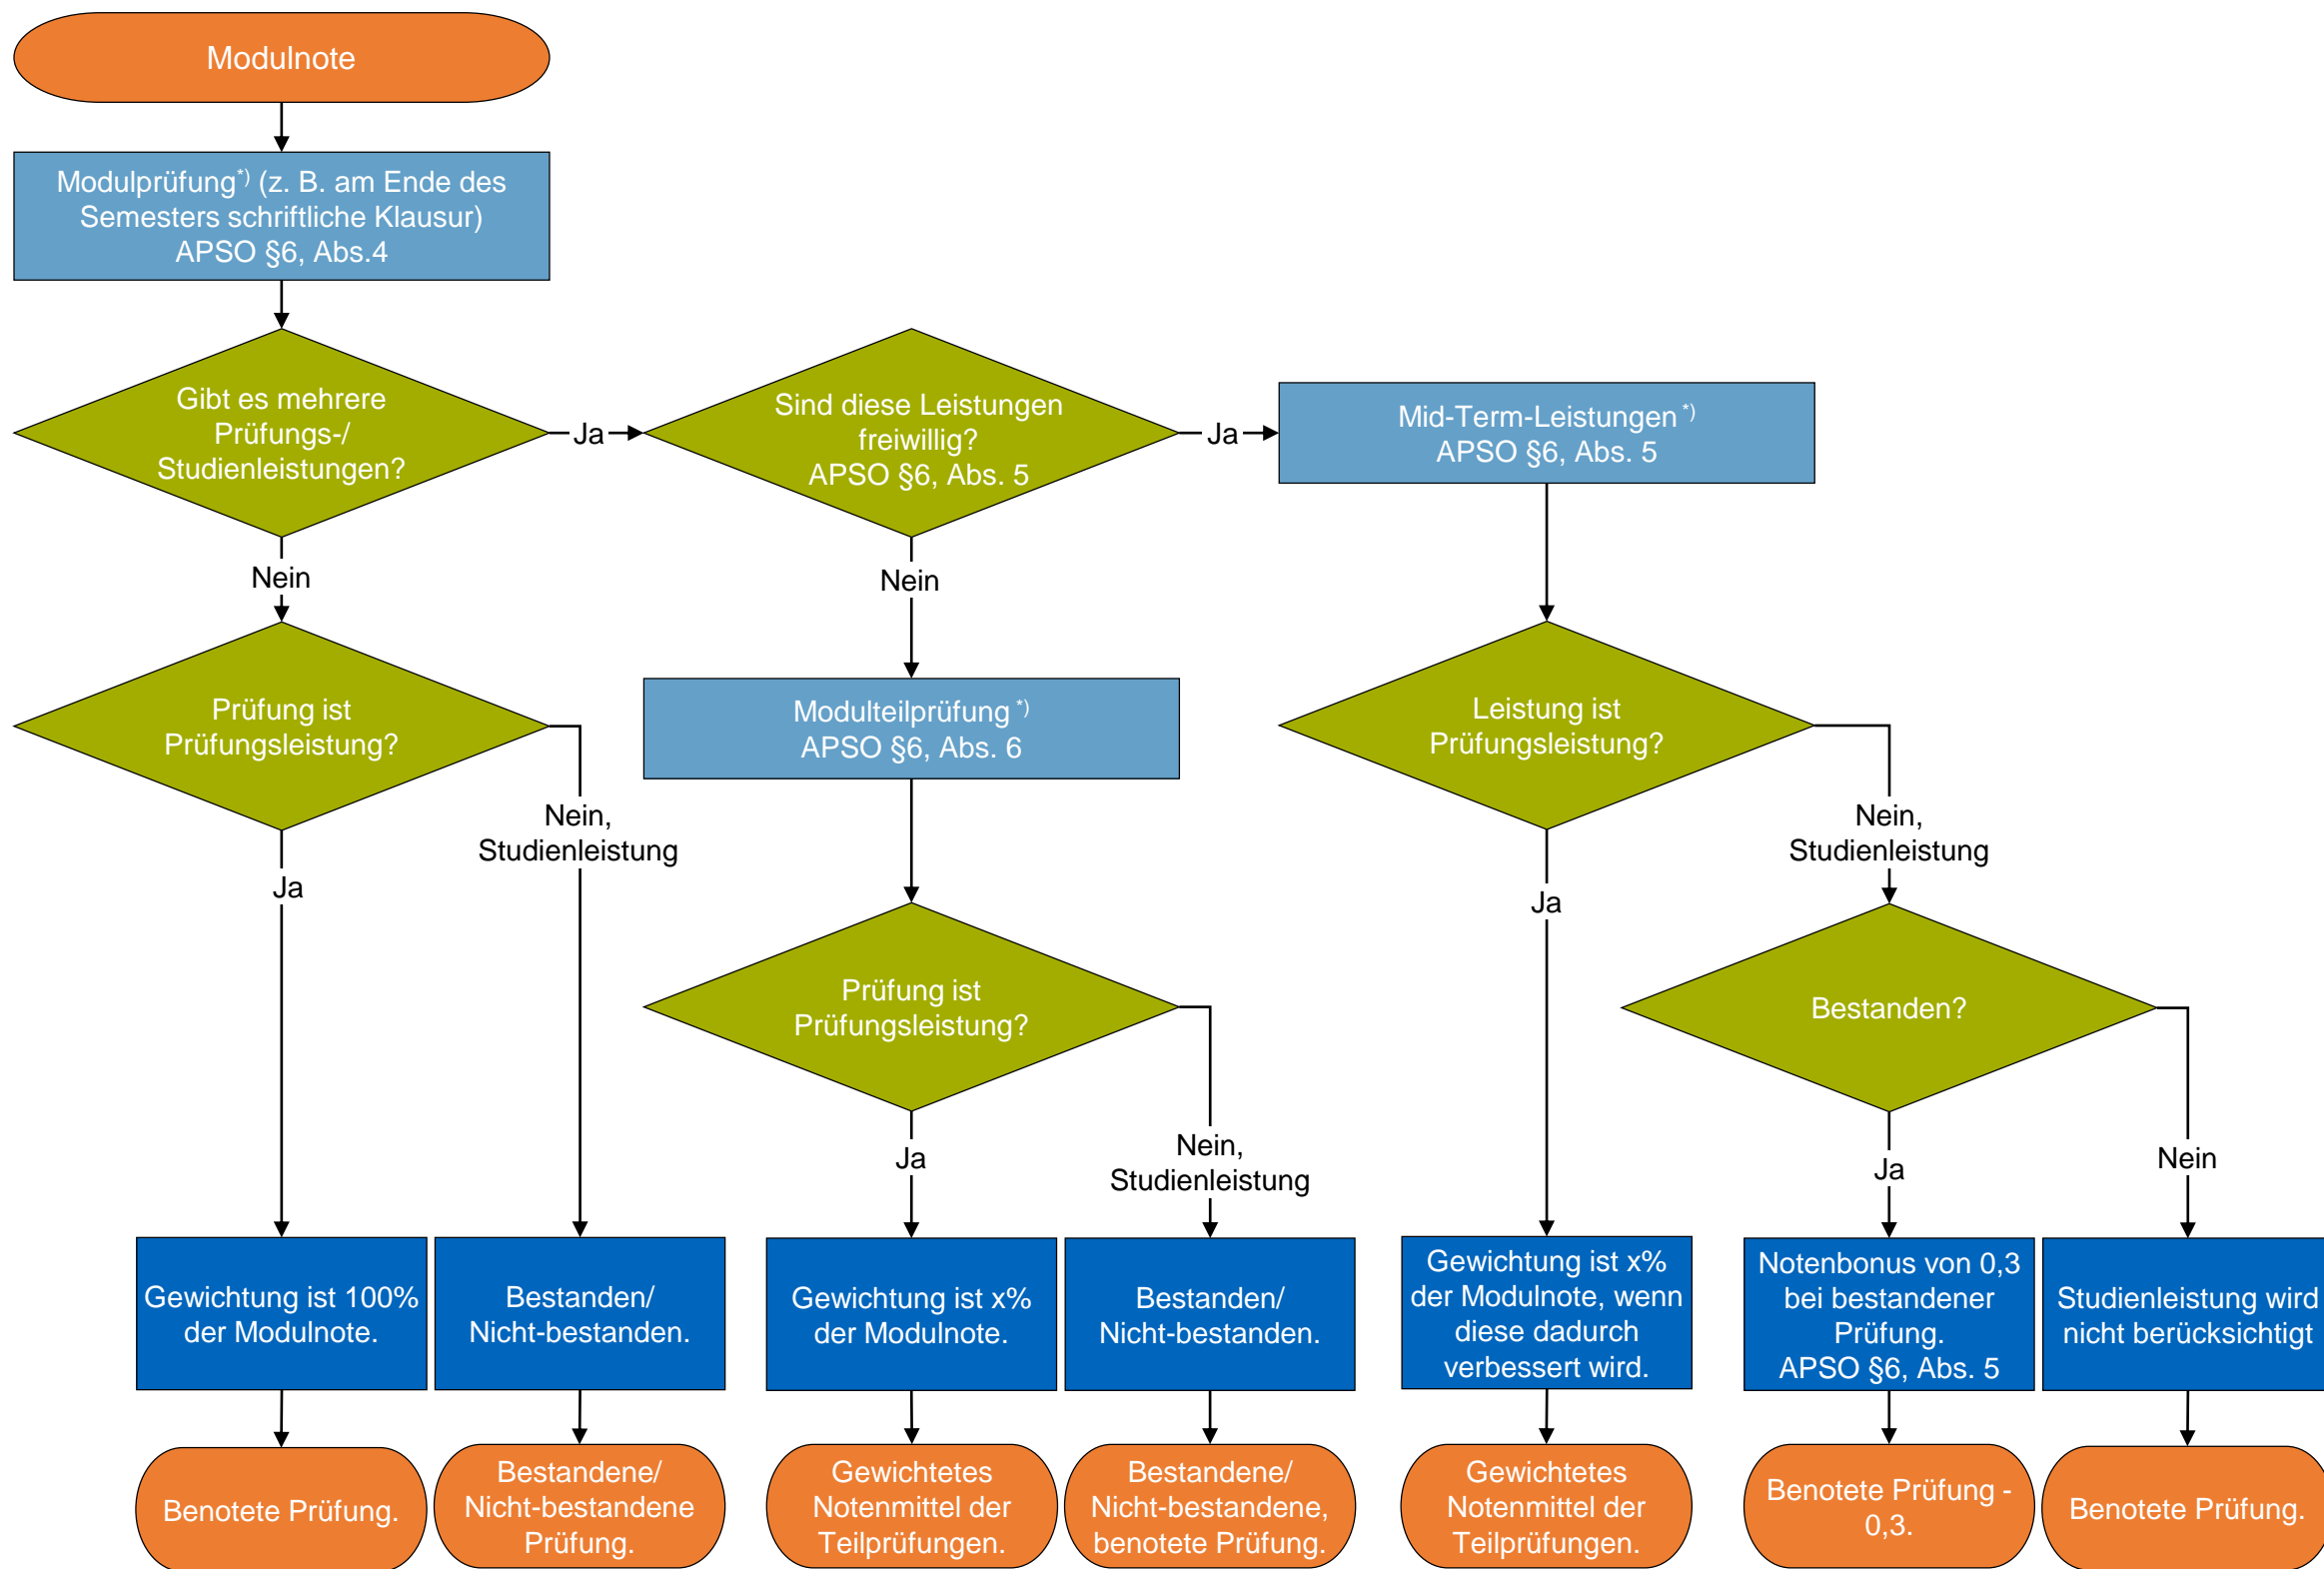 Modulnote
Modulprüfung*) (z. B. am Ende des
Semesters schriftliche Klausur)
APSO §6, Abs.4
Gibt es mehrere
Prüfungs-/
Studienleistungen?
Ja
Sind diese Leistungen
freiwillig?
APSO §6, Abs. 5
Ja
Mid-Term-Leistungen *)
APSO §6, Abs. 5
Nein
Nein
Prüfung ist
Prüfungsleistung?
Modulteilprüfung *)
APSO §6, Abs. 6
Leistung ist
Prüfungsleistung?
Nein,
Studienleistung
Nein,
Studienleistung
Ja
Ja
Prüfung ist
Prüfungsleistung?
Bestanden?
Ja
Nein,
Studienleistung
Ja
Nein
Gewichtung ist 100%
der Modulnote.
Bestanden/
Nicht-bestanden.
Gewichtung ist x%
der Modulnote.
Bestanden/
Nicht-bestanden.
Gewichtung ist x%
der Modulnote, wenn
diese dadurch
verbessert wird.
Notenbonus von 0,3
bei bestandener
Prüfung.
APSO §6, Abs. 5
Studienleistung wird
nicht berücksichtigt
Benotete Prüfung.
Bestandene/
Nicht-bestandene
Prüfung.
Gewichtetes
Notenmittel der
Teilprüfungen.
Bestandene/
Nicht-bestandene,
benotete Prüfung.
Gewichtetes
Notenmittel der
Teilprüfungen.
Benotete Prüfung -
0,3.
Benotete Prüfung.